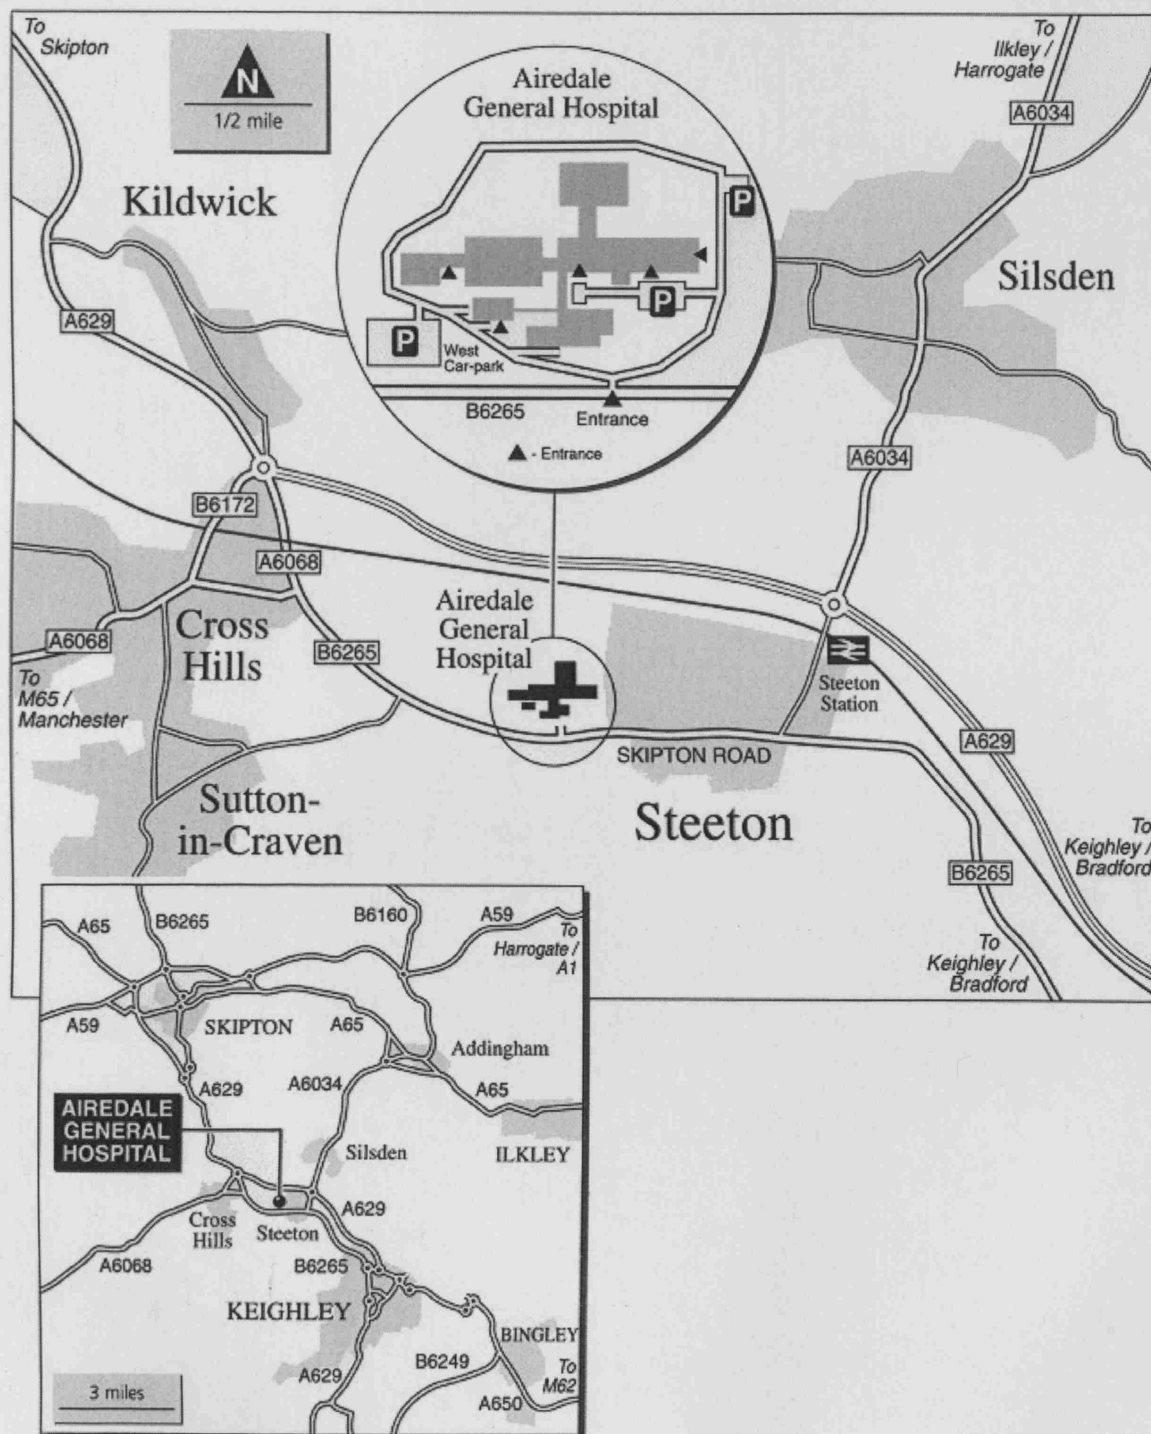 To
Skipton
N
1/2 mile
Airedale
General Hospital
To
Ilkley /
Harrogate
A6034
Kildwick
P
Silsden
A629
P
P
West
Car-park
B6265
Entrance
▲ - Entrance
A6034
B6172
A6068
Cross
Hills
A6068
To
M65 /
Manchester
B6265
Airedale
General
Hospital
Steeton
Station
A629
SKIPTON ROAD
Sutton-
in-Craven
Steeton
To
Keighley /
Bradford
B6265
To
Keighley /
Bradford
A65
B6265
B6160
A59
To
Harrogate /
A1
A59
SKIPTON
A65
Addingham
A629
A6034
A65
AIREDALE
GENERAL
HOSPITAL
Silsden
ILKLEY
A629
Cross
Hills
Steeton
A6068
B6265
KEIGHLEY
BINGLEY
To
M62
A629
B6249
A650
3 miles